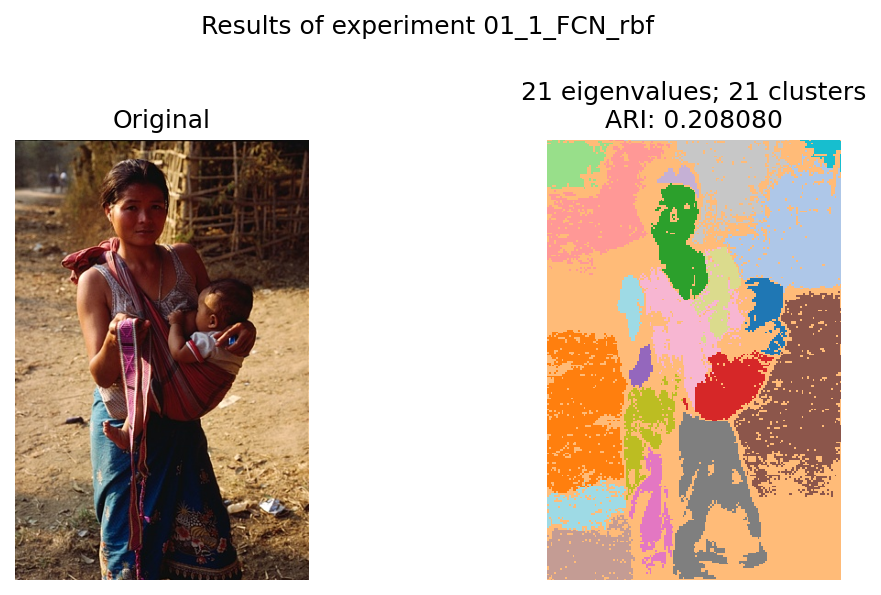 Results of experiment 01_1_FCN_rbf
Original
21 eigenvalues; 21 clusters
ARI: 0.208080